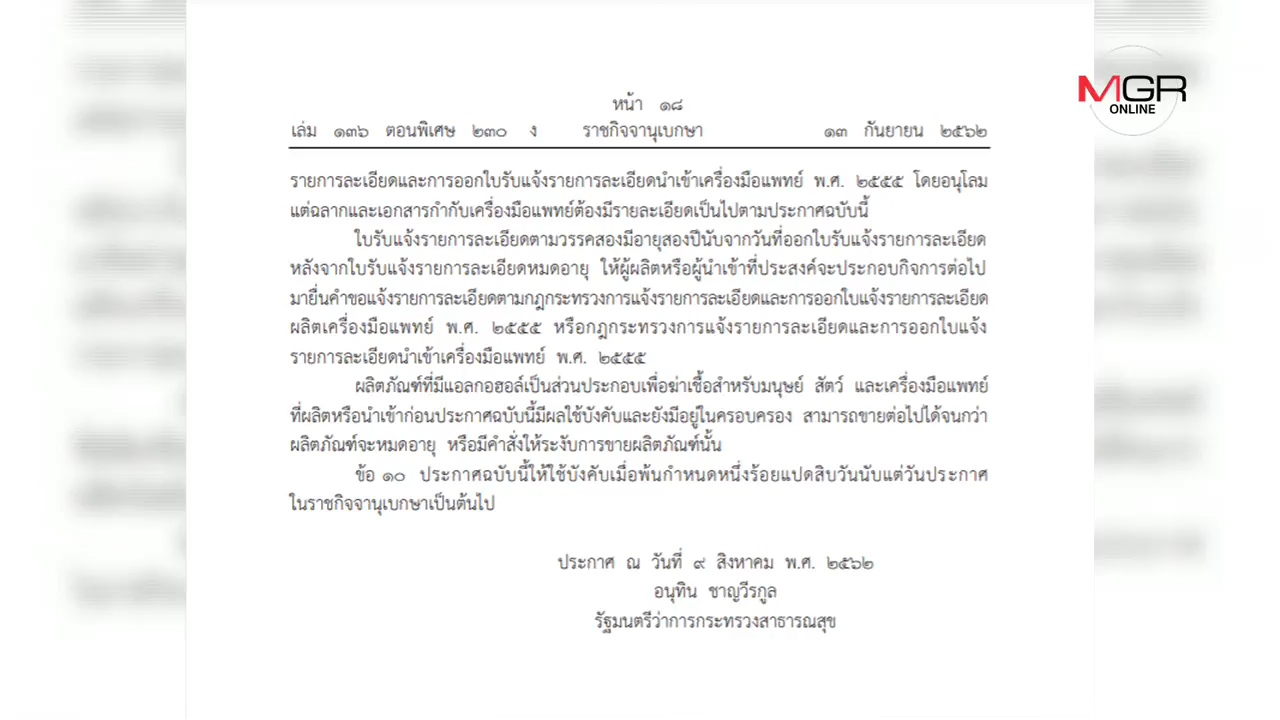 หน้า ๑๘
เล่ม ๑๓๖ ตอนพิเศษ ๒๓๐ ง ราชกิจจานุเบกษา ๑๓ กันยายน ๒๕๖๒
รายการละเอียดและการออกใบรับแจ้งรายการละเอียดนำเข้าเครื่องมือแพทย์ พ.ศ. ๒๕๕๕ โดยอนุโลม
แต่ฉลากและเอกสารกำกับเครื่องมือแพทย์ต้องมีรายละเอียดเป็นไปตามประกาศฉบับนี้
ใบรับแจ้งรายการละเอียดตามวรรคสองมีอายุสองปีนับจากวันที่ออกใบรับแจ้งรายการละเอียด
หลังจากใบรับแจ้งรายการละเอียดหมดอายุ ให้ผู้ผลิตหรือผู้นำเข้าที่ประสงค์จะประกอบกิจการต่อไป
มายื่นคำขอแจ้งรายการละเอียดตามกฎกระทรวงการแจ้งรายการละเอียดและการออกใบแจ้งรายการละเอียด
ผลิตเครื่องมือแพทย์ พ.ศ. ๒๕๕๕ หรือกฎกระทรวงการแจ้งรายการละเอียดและการออกใบแจ้ง
รายการละเอียดนำเข้าเครื่องมือแพทย์ พ.ศ. ๒๕๕๕
ผลิตภัณฑ์ที่มีแอลกอฮอล์เป็นส่วนประกอบเพื่อฆ่าเชื้อสำหรับมนุษย์ สัตว์ และเครื่องมือแพทย์
ที่ผลิตหรือนำเข้าก่อนประกาศฉบับนี้มีผลใช้บังคับและยังมีอยู่ในครอบครอง สามารถขายต่อไปได้จนกว่า
ผลิตภัณฑ์จะหมดอายุ หรือมีคำสั่งให้ระงับการขายผลิตภัณฑ์นั้น
ข้อ ๑๐ ประกาศฉบับนี้ให้ใช้บังคับเมื่อพ้นกำหนดหนึ่งร้อยแปดสิบวันนับแต่วันประกาศ
ในราชกิจจานุเบกษาเป็นต้นไป
ประกาศ ณ วันที่ ๙ สิงหาคม พ.ศ. ๒๕๖๒
อนุทิน ชาญวีรกูล
รัฐมนตรีว่าการกระทรวงสาธารณสุข
MGR
ONLINE